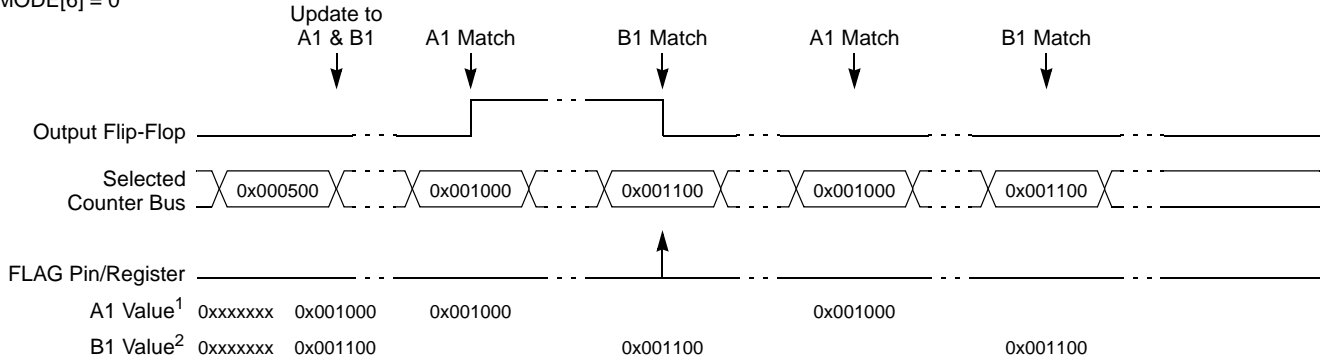 MODE[6] = 0
Update to
A1 & B1
A1 Match
B1 Match
A1 Match
B1 Match
Output Flip-Flop
Selected
Counter Bus
0x000500
0x001000
0x001100
0x001000
0x001100
FLAG Pin/Register
A1 Value1 0xxxxxxx 0x001000 0x001000 0x001000
B1 Value2 0xxxxxxx 0x001100 0x001100 0x001100